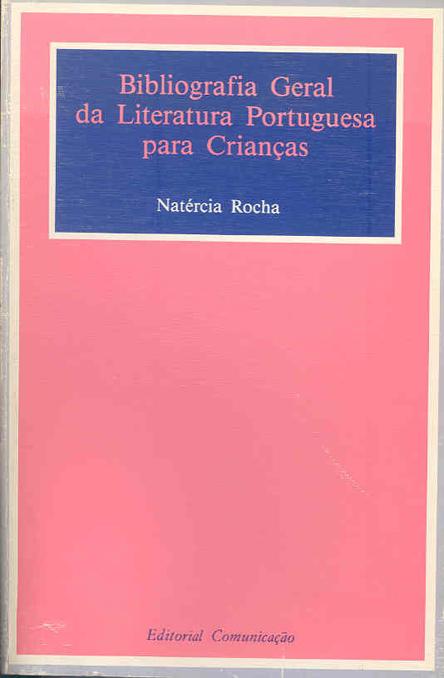 Bibliografia Geral
da Literatura Portuguesa
para Crianças
Natércia Rocha
Editorial Comunicação